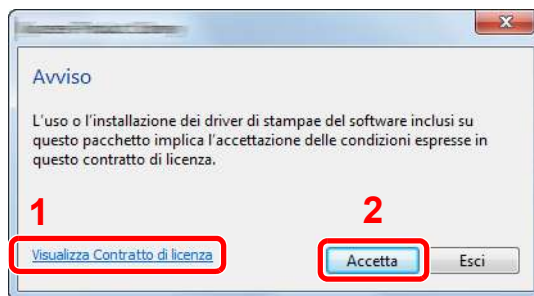 Avviso
L'uso o l'installazione dei driver di stampae del software inclusi su
questo pacchetto implica l'accettazione delle condizioni espresse in
questo contratto di licenza.
1
2
Visualizza Contratto di licenza
Accetta
Esci